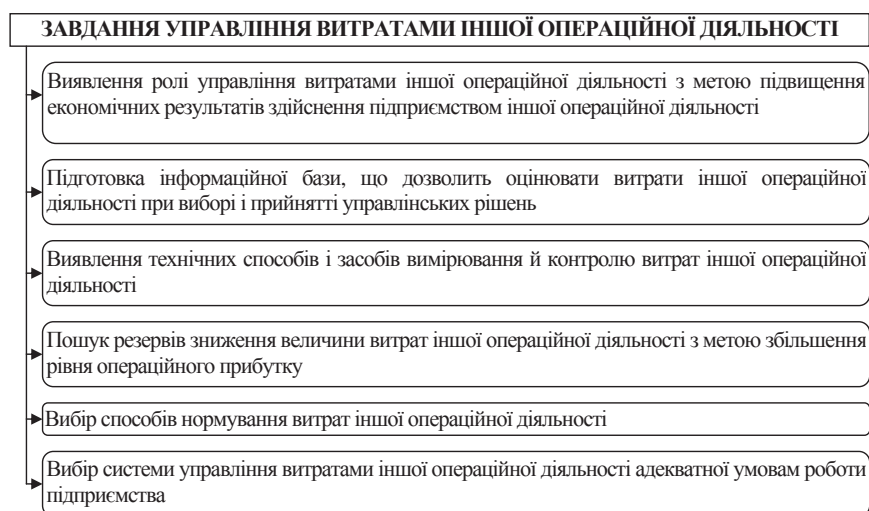 ЗАВДАННЯ УПРАВЛІННЯ ВИТРАТАМИ ІНШОЇ ОПЕРАЦІЙНОЇ ДІЯЛЬНОСТІ
Виявлення ролі управління витратами іншої операційної діяльності з метою підвищення
економічних результатів здійснення підприємством іншої операційної діяльності
Підготовка інформаційної бази, що дозволить оцінювати витрати іншої операційної
діяльності при виборі і прийнятті управлінських рішень
Виявлення технічних способів і засобів вимірювання й контролю витрат іншої операційної
діяльності
Пошук резервів зниження величини витрат іншої операційної діяльності з метою збільшення
рівня операційного прибутку
Вибір способів нормування витрат іншої операційної діяльності
Вибір системи управління витратами іншої операційної діяльності адекватної умовам роботи
підприємства